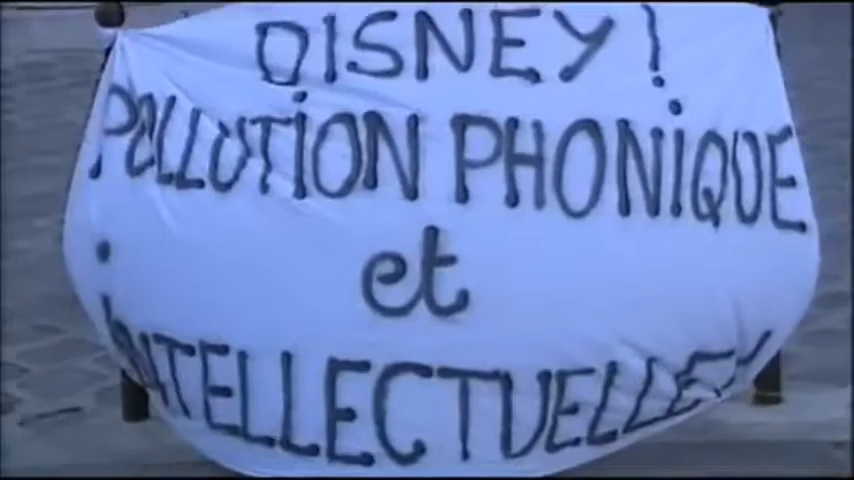 DISNEY !
POLLUTiON PHONiQUE
et
iNTELLECTUELLE!